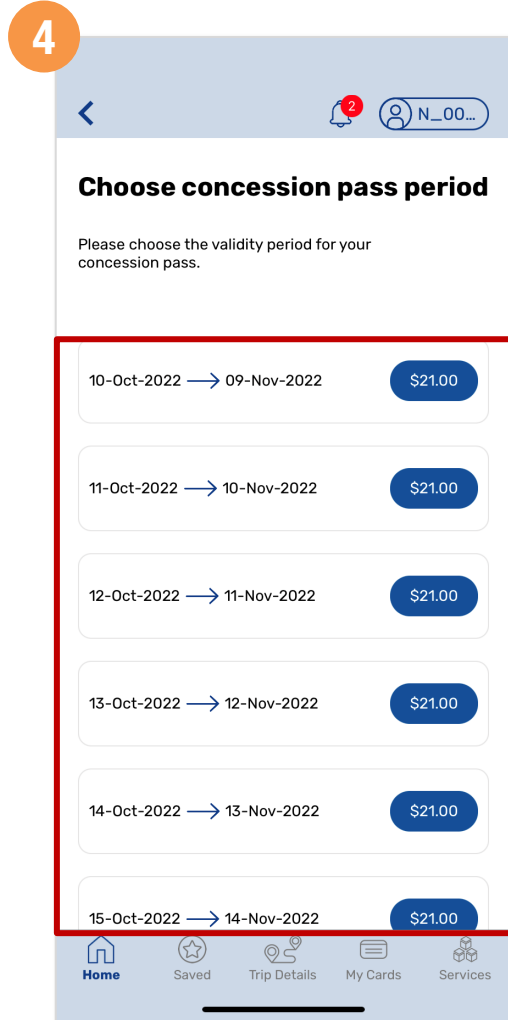 4
2
N_00...
Choose concession pass period
Please choose the validity period for your
concession pass.
10-Oct-2022 → 09-Nov-2022 $21.00
11-Oct-2022 → 10-Nov-2022 $21.00
12-Oct-2022 → 11-Nov-2022 $21.00
13-Oct-2022 → 12-Nov-2022 $21.00
14-Oct-2022 → 13-Nov-2022 $21.00
15-Oct-2022 → 14-Nov-2022 $21.00
Home Saved Trip Details My Cards Services